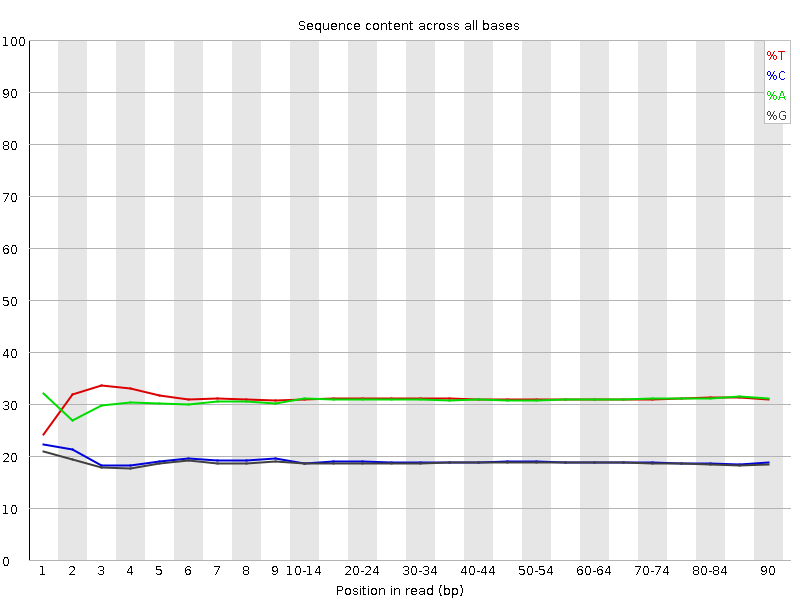 Sequence content across all bases
%T
%C
%A
%G
100
90
80
70
60
50
40
30
20
10
0
1 2 3 4 5 6 7 8 9 10-14 20-24 30-34 40-44 50-54 60-64 70-74 80-84 90
Position in read (bp)